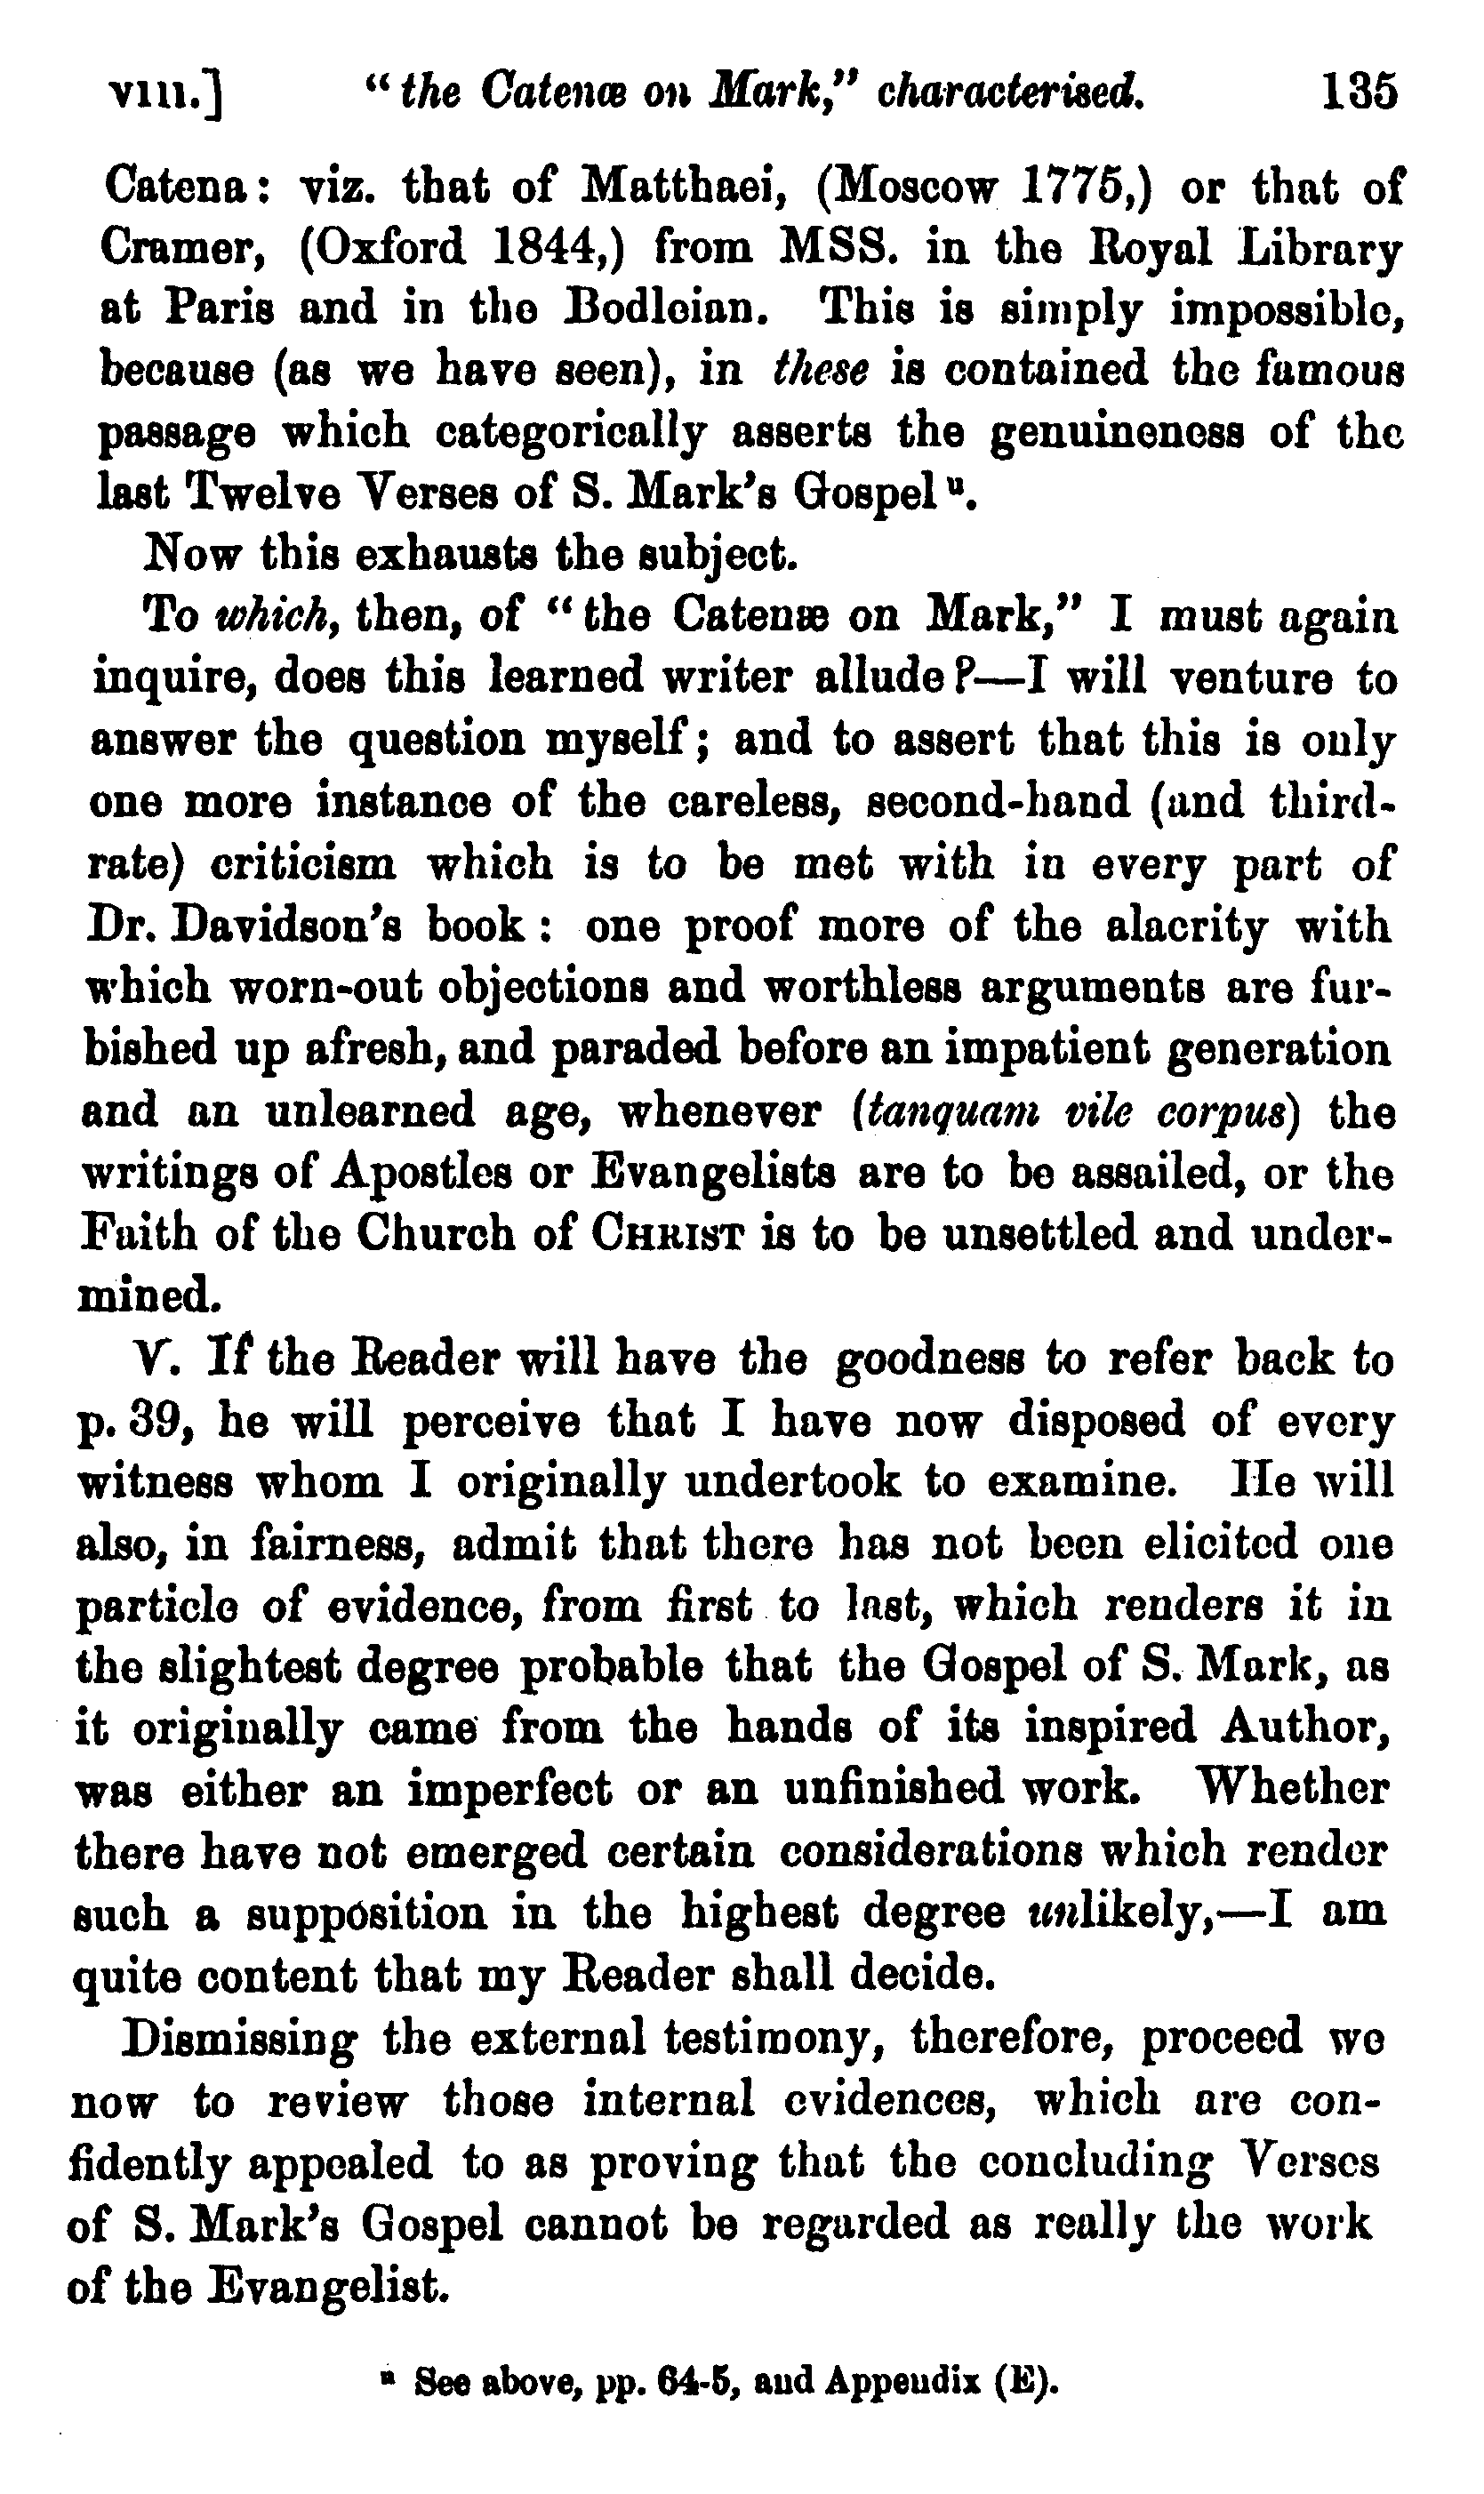 VIII.] "the Catenæ on Mark," characterised. 135
Catena: viz. that of Matthaei, (Moscow 1775,) or that of
Cramer, (Oxford 1844,) from MSS. in the Royal Library
at Paris and in the Bodleian. This is simply impossible,
because (as we have seen), in these is contained the famous
passage which categorically asserts the genuineness of the
last Twelve Verses of S. Mark's Gospel u.
Now this exhausts the subject.
To which, then, of "the Catenæ on Mark," I must again
inquire, does this learned writer allude?—I will venture to
answer the question myself; and to assert that this is only
one more instance of the careless, second-hand (and third-
rate) criticism which is to be met with in every part of
Dr. Davidson's book: one proof more of the alacrity with
which worn-out objections and worthless arguments are fur-
bished up afresh, and paraded before an impatient generation
and an unlearned age, whenever (tanquam vile corpus) the
writings of Apostles or Evangelists are to be assailed, or the
Faith of the Church of CHRIST is to be unsettled and under-
mined.
V. If the Reader will have the goodness to refer back to
p. 39, he will perceive that I have now disposed of every
witness whom I originally undertook to examine. He will
also, in fairness, admit that there has not been elicited one
particle of evidence, from first to last, which renders it in
the slightest degree probable that the Gospel of S. Mark, as
it originally came from the hands of its inspired Author,
was either an imperfect or an unfinished work. Whether
there have not emerged certain considerations which render
such a supposition in the highest degree unlikely,—I am
quite content that my Reader shall decide.
Dismissing the external testimony, therefore, proceed we
now to review those internal evidences, which are con-
fidently appealed to as proving that the concluding Verses
of S. Mark's Gospel cannot be regarded as really the work
of the Evangelist.
u See above, pp. 64-5, and Appendix (E).